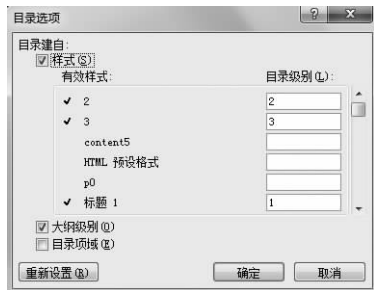 目录选项
目录建自:
样式(S)
有效样式: 目录级别(L):
2 2
3 3
content5
HTML 预设格式
p0
标题 1 1
大纲级别(O)
目录项域(E)
重新设置(R) 确定 取消